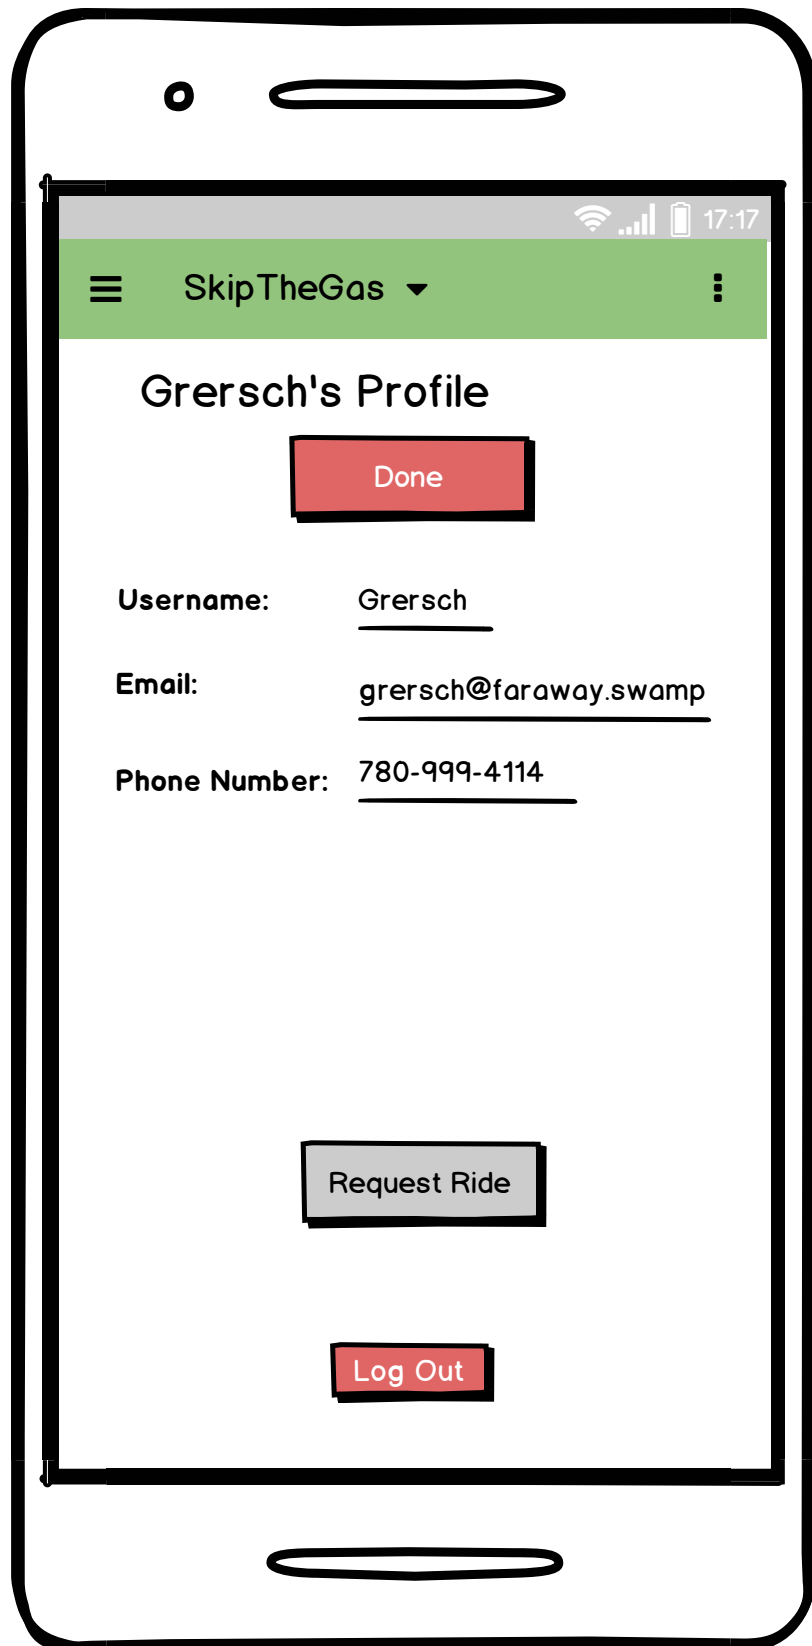 17:17
SkipTheGas
Grersch's Profile
Done
Username: Grersch
Email: grersch@faraway.swamp
Phone Number: 780-999-4114
Request Ride
Log Out